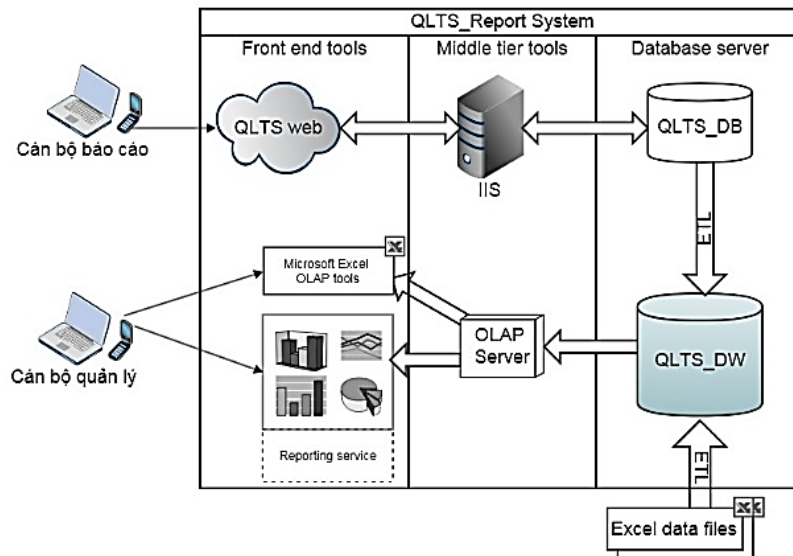 QLTS_Report System
Front end tools
Middle tier tools
Database server
QLTS web
IIS
QLTS_DB
Cán bộ báo cáo
ETL
Microsoft Excel
OLAP tools
OLAP
Server
QLTS_DW
Cán bộ quản lý
Reporting service
ETL
Excel data files